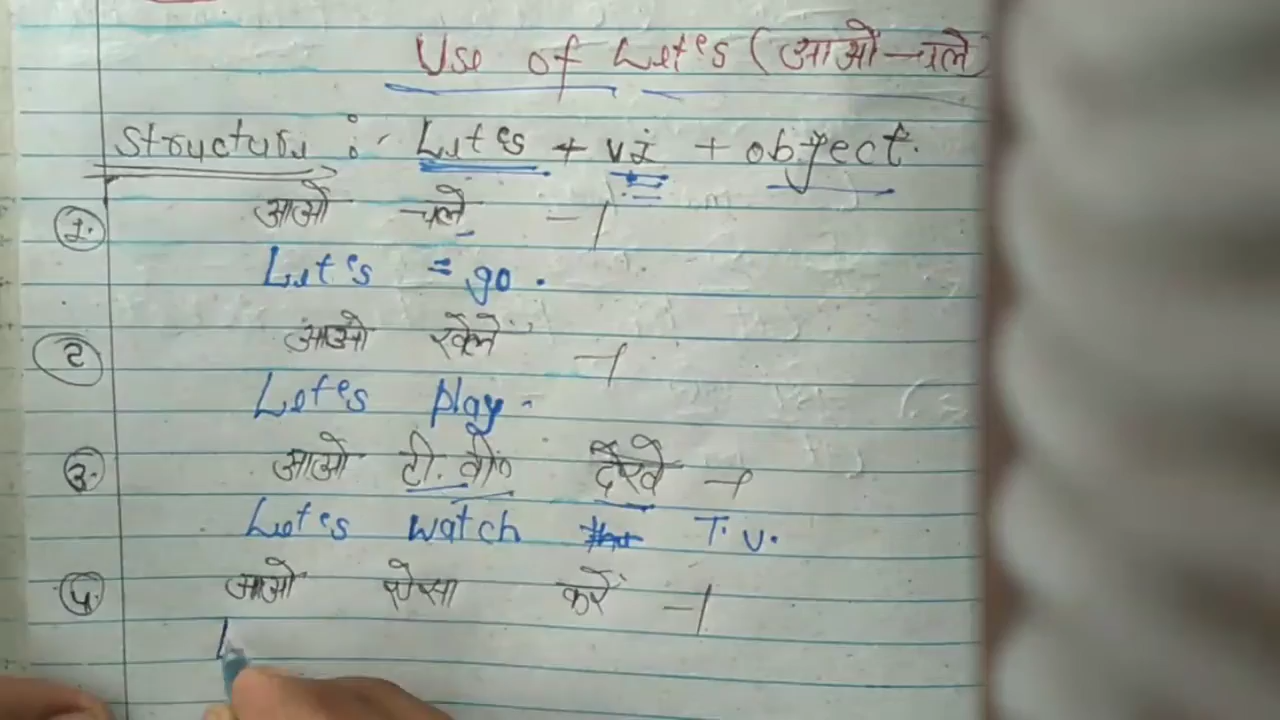 Use of Let's (आओ चले)
Structure :- Let's + v1 + object.
1. आओ चले -।
Let's = go.
2 आओ खेलें -।
Let's play.
3. आओ टी. वी० देखे -।
Let's watch T. V.
4. आओ ऐसा करें -।
L